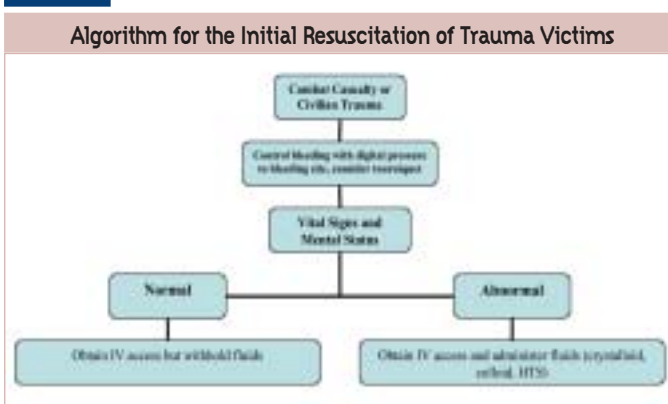 Algorithm for the Initial Resuscitation of Trauma Victims
Combat Casualty or
Civilian Trauma
Control bleeding with digital pressure
to bleeding site, consider tourniquet
Vital Signs and
Mental Status
Normal
Abnormal
Obtain IV access but withhold fluids
Obtain IV access and administer fluids (crystalloid,
colloid, HTS)